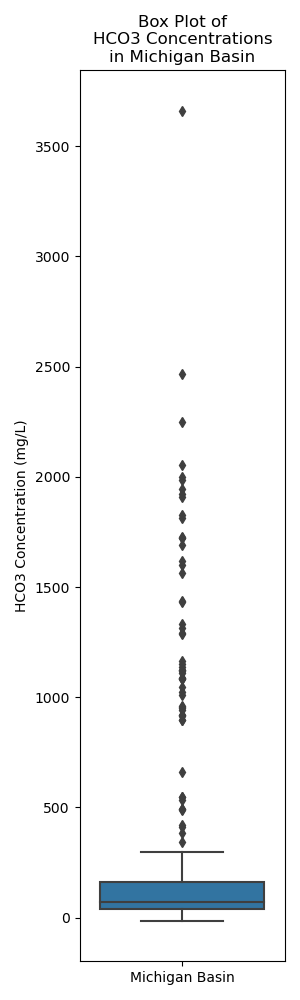 Box Plot of
HCO3 Concentrations
in Michigan Basin
3500
3000
2500
2000
1500
1000
500
0
HCO3 Concentration (mg/L)
Michigan Basin